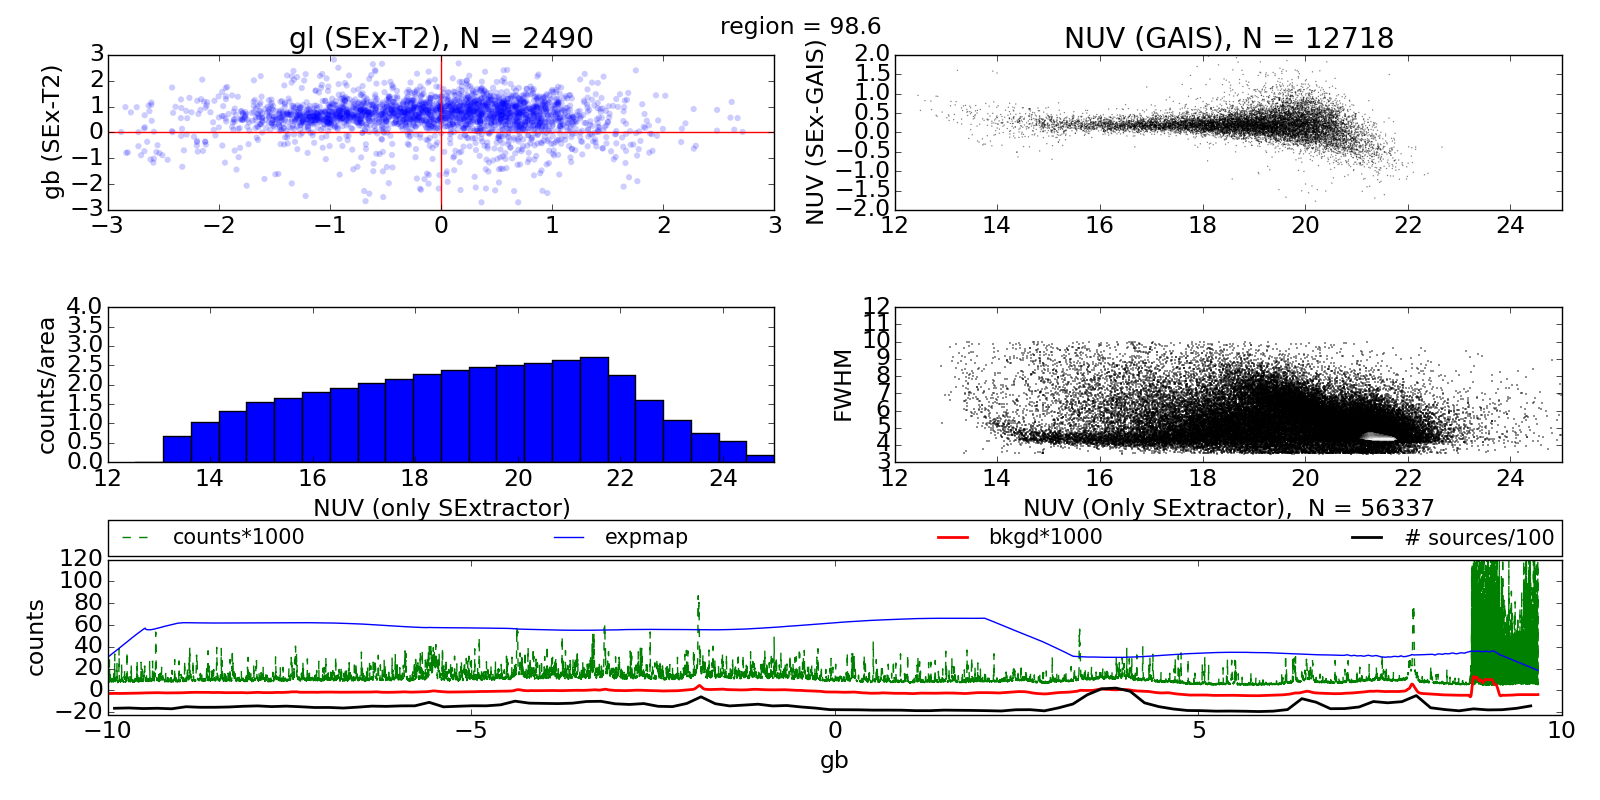 region = 98.6
gl (SEx-T2), N = 2490
gb (SEx-T2)
3
2
1
0
−1
−2
−3
−3 −2 −1 0 1 2 3
NUV (GAIS), N = 12718
NUV (SEx-GAIS)
2.0
1.5
1.0
0.5
0.0
−0.5
−1.0
−1.5
−2.0
12 14 16 18 20 22 24
counts/area
4.0
3.5
3.0
2.5
2.0
1.5
1.0
0.5
0.0
12 14 16 18 20 22 24
NUV (only SExtractor)
FWHM
12
11
10
9
8
7
6
5
4
3
12 14 16 18 20 22 24
NUV (Only SExtractor), N = 56337
counts*1000 expmap bkgd*1000 # sources/100
counts
120
100
80
60
40
20
0
−20
−10 −5 0 5 10
gb